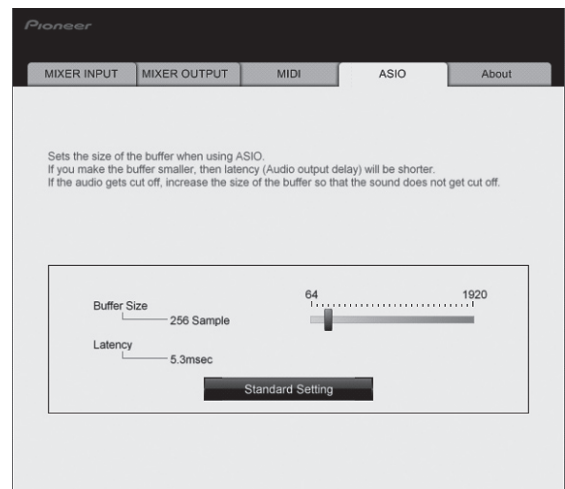 Pioneer
MIXER INPUT MIXER OUTPUT MIDI ASIO About
Sets the size of the buffer when using ASIO.
If you make the buffer smaller, then latency (Audio output delay) will be shorter.
If the audio gets cut off, increase the size of the buffer so that the sound does not get cut off.
64 1920
Buffer Size
256 Sample
Latency
5.3msec
Standard Setting